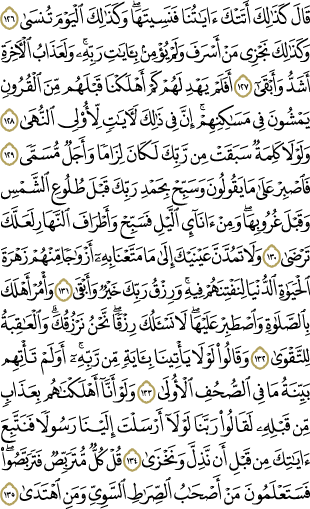 قَالَ كَذَٰلِكَ أَتَتْكَ ءَايَٰتُنَا فَنَسِيتَهَا ۖ وَكَذَٰلِكَ ٱلْيَوْمَ تُنسَىٰ ١٢٦
وَكَذَٰلِكَ نَجْزِى مَنْ أَسْرَفَ وَلَمْ يُؤْمِنۢ بِـَٔايَٰتِ رَبِّهِۦ ۚ وَلَعَذَابُ ٱلْءَاخِرَةِ
أَشَدُّ وَأَبْقَىٰٓ ١٢٧ أَفَلَمْ يَهْدِ لَهُمْ كَمْ أَهْلَكْنَا قَبْلَهُم مِّنَ ٱلْقُرُونِ
يَمْشُونَ فِى مَسَٰكِنِهِمْ ۗ إِنَّ فِى ذَٰلِكَ لَءَايَٰتٍ لِّأُو۟لِى ٱلنُّهَىٰ ١٢٨
وَلَوْلَا كَلِمَةٌ سَبَقَتْ مِن رَّبِّكَ لَكَانَ لِزَامًا وَأَجَلٌ مُّسَمًّى ١٢٩
فَٱصْبِرْ عَلَىٰ مَا يَقُولُونَ وَسَبِّحْ بِحَمْدِ رَبِّكَ قَبْلَ طُلُوعِ ٱلشَّمْسِ
وَقَبْلَ غُرُوبِهَا ۖ وَمِنْ ءَانَآئِ ٱلَّيْلِ فَسَبِّحْ وَأَطْرَافَ ٱلنَّهَارِ لَعَلَّكَ
تَرْضَىٰ ١٣٠ وَلَا تَمُدَّنَّ عَيْنَيْكَ إِلَىٰ مَا مَتَّعْنَا بِهِۦٓ أَزْوَٰجًا مِّنْهُمْ زَهْرَةَ
ٱلْحَيَوٰةِ ٱلدُّنْيَا لِنَفْتِنَهُمْ فِيهِ ۚ وَرِزْقُ رَبِّكَ خَيْرٌ وَأَبْقَىٰ ١٣١ وَأْمُرْ أَهْلَكَ
بِٱلصَّلَوٰةِ وَٱصْطَبِرْ عَلَيْهَا ۖ لَا نَسْـَٔلُكَ رِزْقًا ۖ نَّحْنُ نَرْزُقُكَ ۗ وَٱلْعَٰقِبَةُ
لِلتَّقْوَىٰ ١٣٢ وَقَالُوا۟ لَوْلَا يَأْتِينَا بِـَٔايَةٍ مِّن رَّبِّهِۦٓ ۚ أَوَلَمْ تَأْتِهِم
بَيِّنَةُ مَا فِى ٱلصُّحُفِ ٱلْأُولَىٰ ١٣٣ وَلَوْ أَنَّآ أَهْلَكْنَٰهُم بِعَذَابٍ
مِّن قَبْلِهِۦ لَقَالُوا۟ رَبَّنَا لَوْلَآ أَرْسَلْتَ إِلَيْنَا رَسُولًا فَنَتَّبِعَ
ءَايَٰتِكَ مِن قَبْلِ أَن نَّذِلَّ وَنَخْزَىٰ ١٣٤ قُلْ كُلٌّ مُّتَرَبِّصٌ فَتَرَبَّصُوا۟ ۖ
فَسَتَعْلَمُونَ مَنْ أَصْحَٰبُ ٱلصِّرَٰطِ ٱلسَّوِىِّ وَمَنِ ٱهْتَدَىٰ ١٣٥